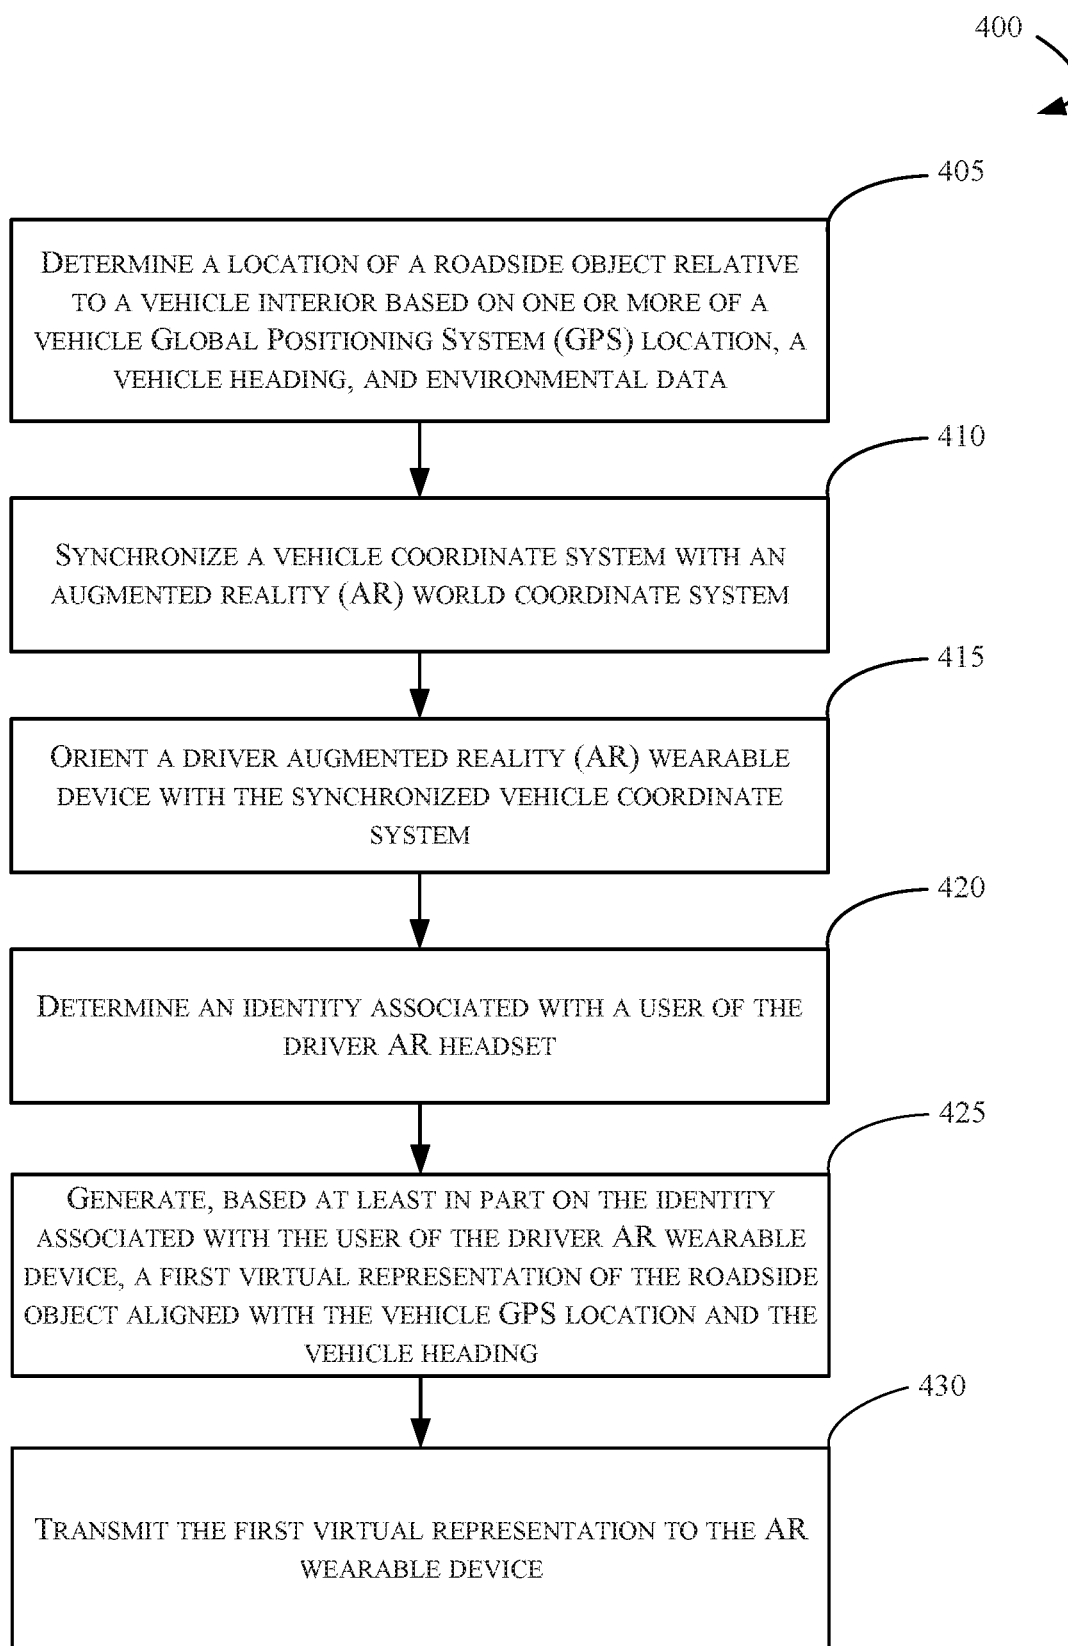 400
405
DETERMINE A LOCATION OF A ROADSIDE OBJECT RELATIVE
TO A VEHICLE INTERIOR BASED ON ONE OR MORE OF A
VEHICLE GLOBAL POSITIONING SYSTEM (GPS) LOCATION, A
VEHICLE HEADING, AND ENVIRONMENTAL DATA
410
SYNCHRONIZE A VEHICLE COORDINATE SYSTEM WITH AN
AUGMENTED REALITY (AR) WORLD COORDINATE SYSTEM
415
ORIENT A DRIVER AUGMENTED REALITY (AR) WEARABLE
DEVICE WITH THE SYNCHRONIZED VEHICLE COORDINATE
SYSTEM
420
DETERMINE AN IDENTITY ASSOCIATED WITH A USER OF THE
DRIVER AR HEADSET
425
GENERATE, BASED AT LEAST IN PART ON THE IDENTITY
ASSOCIATED WITH THE USER OF THE DRIVER AR WEARABLE
DEVICE, A FIRST VIRTUAL REPRESENTATION OF THE ROADSIDE
OBJECT ALIGNED WITH THE VEHICLE GPS LOCATION AND THE
VEHICLE HEADING
430
TRANSMIT THE FIRST VIRTUAL REPRESENTATION TO THE AR
WEARABLE DEVICE